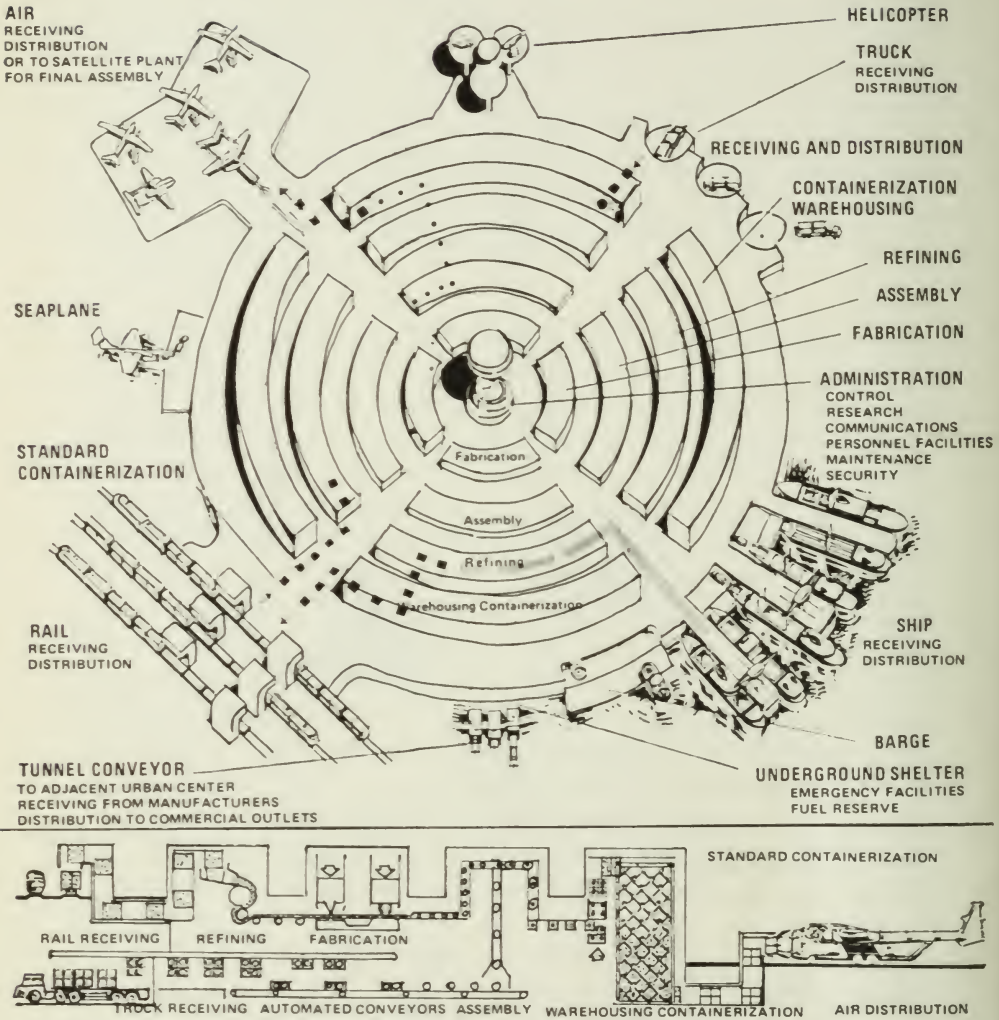 AIR
RECEIVING
DISTRIBUTION
OR TO SATELLITE PLANT
FOR FINAL ASSEMBLY
HELICOPTER
TRUCK
RECEIVING
DISTRIBUTION
RECEIVING AND DISTRIBUTION
CONTAINERIZATION
WAREHOUSING
REFINING
ASSEMBLY
FABRICATION
ADMINISTRATION
CONTROL
RESEARCH
COMMUNICATIONS
PERSONNEL FACILITIES
MAINTENANCE
SECURITY
SEAPLANE
STANDARD
CONTAINERIZATION
Fabrication
Assembly
Refining
Warehousing Containerization
RAIL
RECEIVING
DISTRIBUTION
SHIP
RECEIVING
DISTRIBUTION
BARGE
TUNNEL CONVEYOR
TO ADJACENT URBAN CENTER
RECEIVING FROM MANUFACTURERS
DISTRIBUTION TO COMMERCIAL OUTLETS
UNDERGROUND SHELTER
EMERGENCY FACILITIES
FUEL RESERVE
STANDARD CONTAINERIZATION
RAIL RECEIVING REFINING FABRICATION
TRUCK RECEIVING AUTOMATED CONVEYORS ASSEMBLY WAREHOUSING CONTAINERIZATION AIR DISTRIBUTION